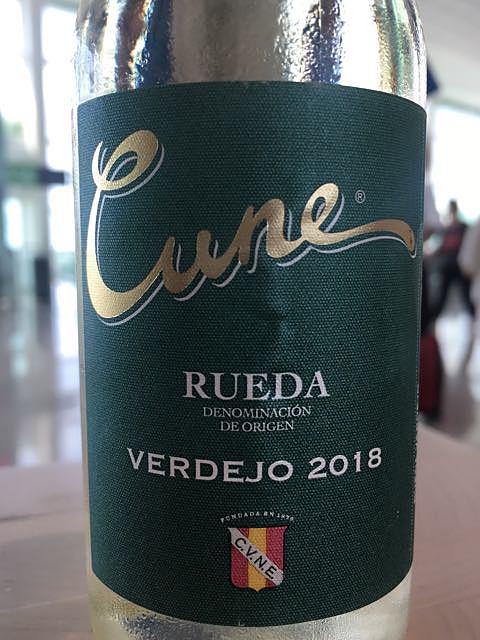 Cune®
RUEDA
DENOMINACIÓN
DE ORIGEN
VERDEJO 2018
FUNDADA EN 1879
C.V.N.E.